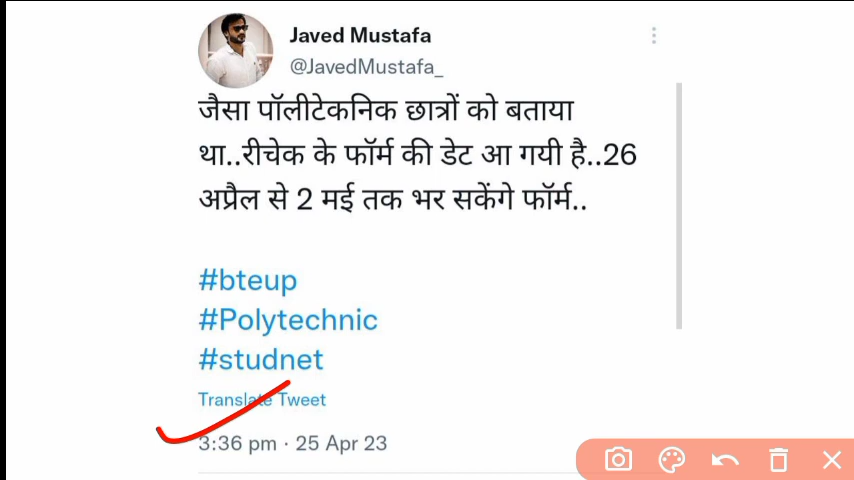 Javed Mustafa
@JavedMustafa_
जैसा पॉलीटेकनिक छात्रों को बताया
था..रीचेक के फॉर्म की डेट आ गयी है..26
अप्रैल से 2 मई तक भर सकेंगे फॉर्म..
#bteup
#Polytechnic
#studnet
Translate Tweet
3:36 pm · 25 Apr 23